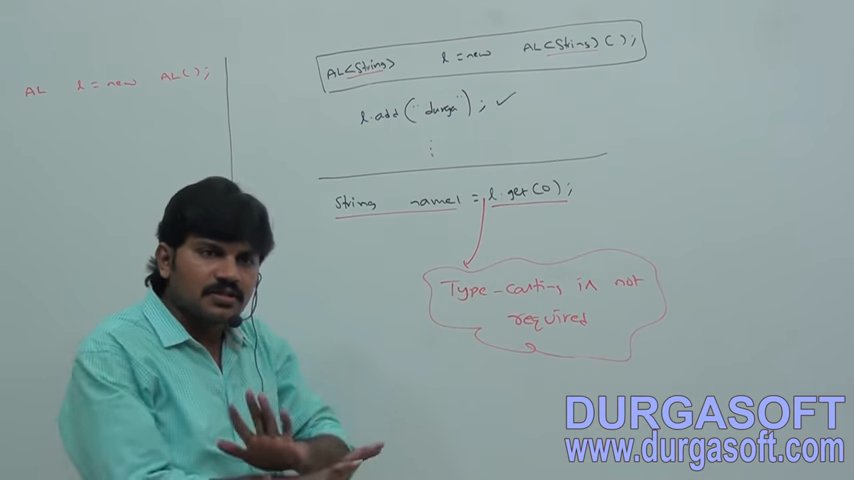 AL l = new AL();
AL<String> l = new AL<String>();
l.add("durga"); ✓
⋮
String name1 = l.get(0);
Type-casting is not
required
DURGASOFT
www.durgasoft.com